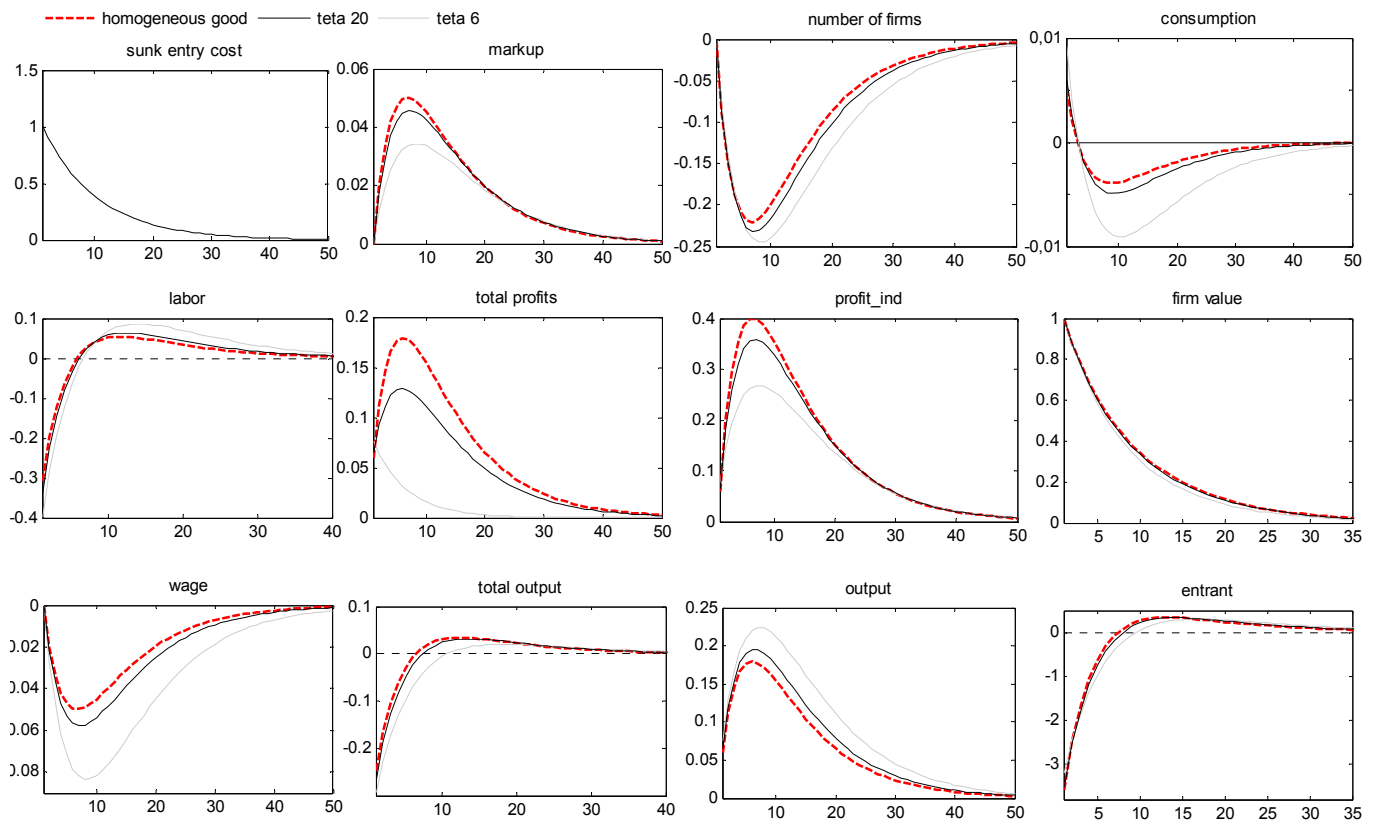 homogeneous good teta 20 teta 6
sunk entry cost
1.5
1
0.5
0
10 20 30 40 50
markup
0.06
0.04
0.02
0
10 20 30 40 50
number of firms
0
-0.05
-0.1
-0.15
-0.2
-0.25
10 20 30 40 50
consumption
0,01
0
-0,01
10 20 30 40 50
labor
0.1
0
-0.1
-0.2
-0.3
-0.4
10 20 30 40
total profits
0.2
0.15
0.1
0.05
0
10 20 30 40 50
profit_ind
0.4
0.3
0.2
0.1
0
10 20 30 40 50
firm value
1
0.8
0.6
0.4
0.2
0
5 10 15 20 25 30 35
wage
0
0.02
0.04
0.06
0.08
10 20 30 40 50
total output
0.1
0
-0.1
-0.2
10 20 30 40
output
0.25
0.2
0.15
0.1
0.05
0
10 20 30 40 50
entrant
0
-1
-2
-3
5 10 15 20 25 30 35